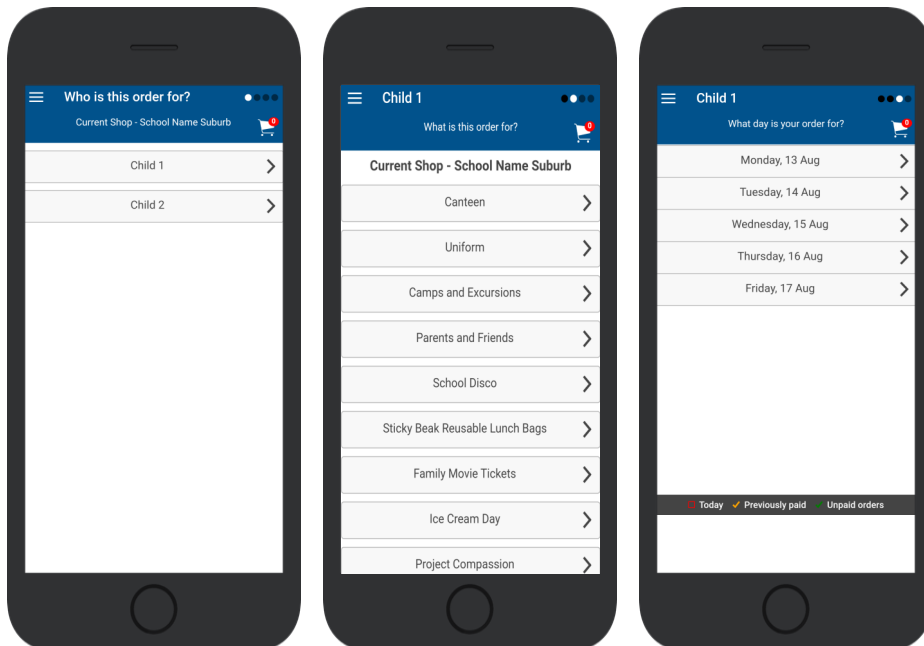 Who is this order for?
Current Shop - School Name Suburb
0
Child 1
Child 2
Child 1
What is this order for?
0
Current Shop - School Name Suburb
Canteen
Uniform
Camps and Excursions
Parents and Friends
School Disco
Sticky Beak Reusable Lunch Bags
Family Movie Tickets
Ice Cream Day
Project Compassion
Child 1
What day is your order for?
0
Monday, 13 Aug
Tuesday, 14 Aug
Wednesday, 15 Aug
Thursday, 16 Aug
Friday, 17 Aug
Today Previously paid Unpaid orders